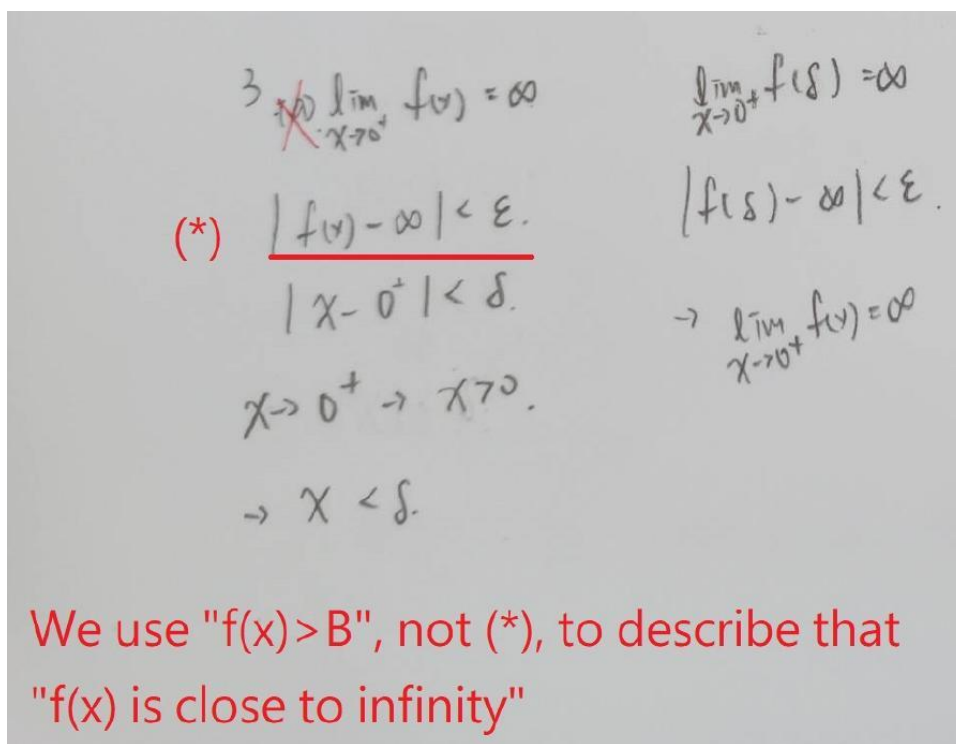 3 lim x→0⁺ f(x) = ∞
(*) |f(x) - ∞| < ε.
|x - 0⁺| < δ.
x → 0⁺ → x > 0.
→ x < δ.
lim x→0⁺ f(δ) = ∞
|f(δ) - ∞| < ε.
→ lim x→0⁺ f(x) = ∞
We use "f(x)>B", not (*), to describe that
"f(x) is close to infinity"